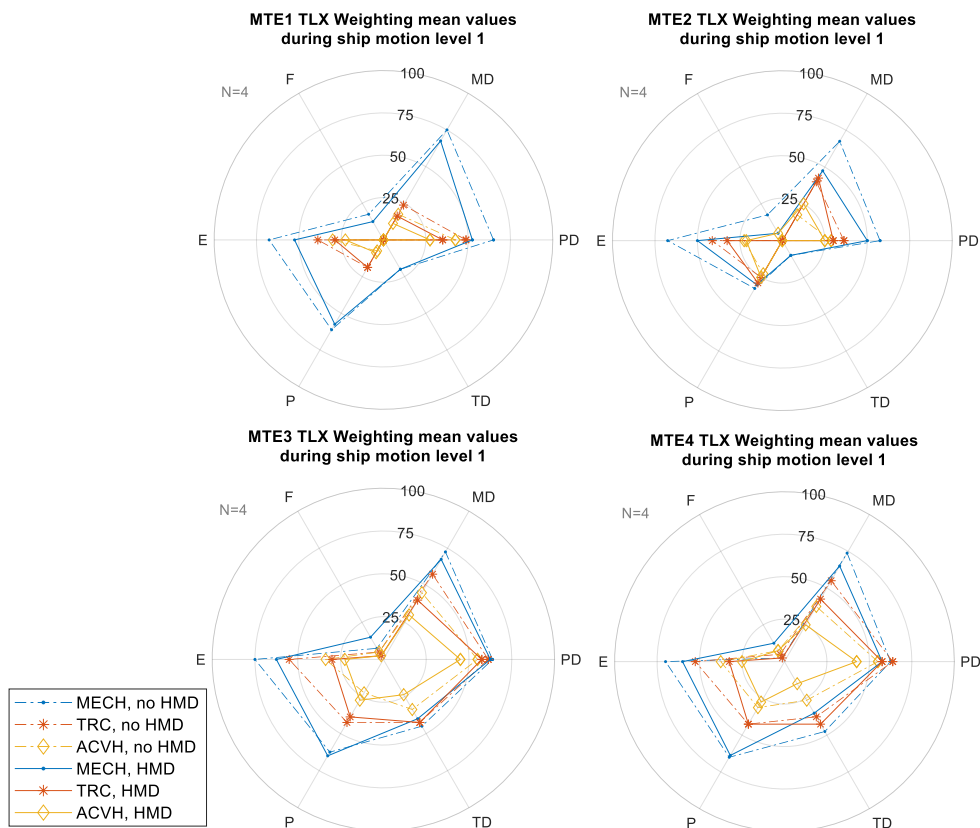 MTE1 TLX Weighting mean values
during ship motion level 1
N=4
F
100
MD
75
50
25
E
PD
P
TD
MTE2 TLX Weighting mean values
during ship motion level 1
N=4
F
100
MD
75
50
25
E
PD
P
TD
MTE3 TLX Weighting mean values
during ship motion level 1
N=4
F
100
MD
75
50
25
E
PD
P
TD
MTE4 TLX Weighting mean values
during ship motion level 1
N=4
F
100
MD
75
50
25
E
PD
P
TD
MECH, no HMD
TRC, no HMD
ACVH, no HMD
MECH, HMD
TRC, HMD
ACVH, HMD